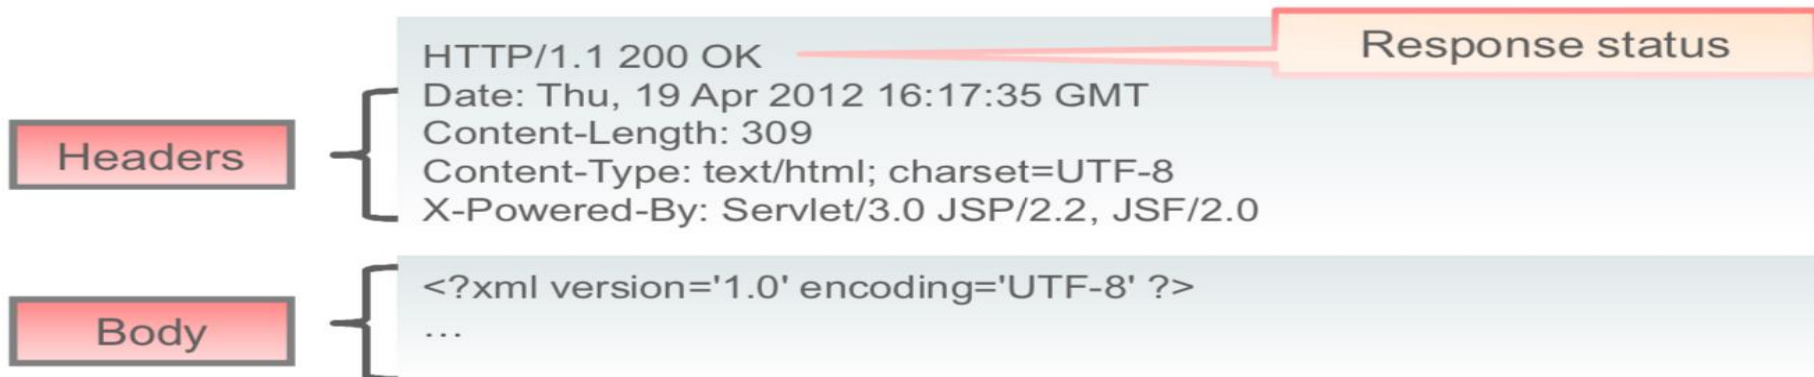 HTTP/1.1 200 OK
Response status
Date: Thu, 19 Apr 2012 16:17:35 GMT
Content-Length: 309
Headers
Content-Type: text/html; charset=UTF-8
X-Powered-By: Servlet/3.0 JSP/2.2, JSF/2.0
<?xml version='1.0' encoding='UTF-8' ?>
Body
...